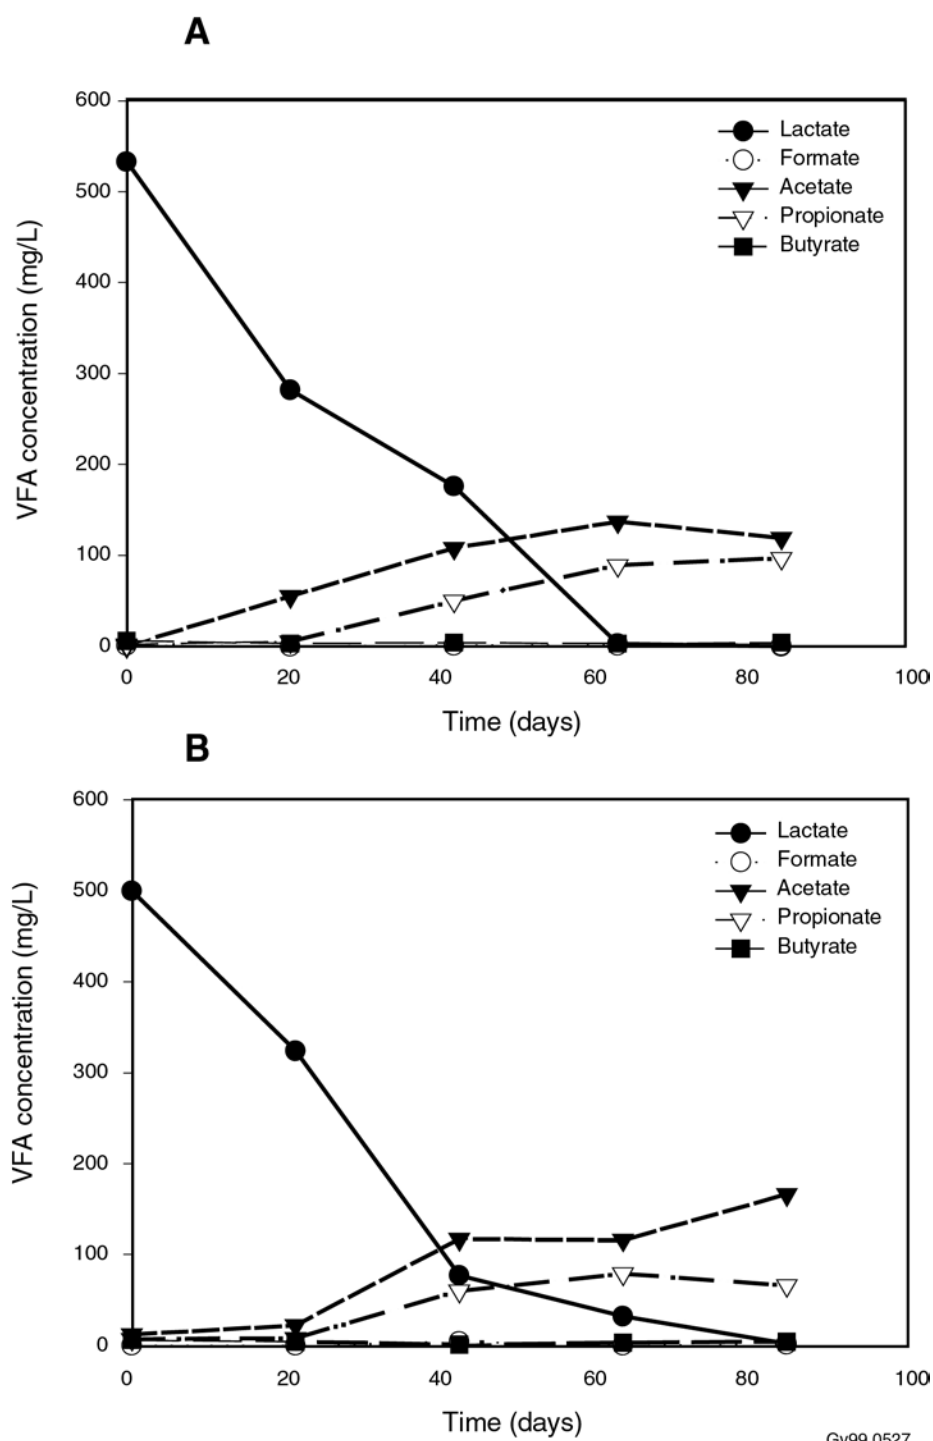 A
600
500
400
300
200
100
0
VFA concentration (mg/L)
Lactate
Formate
Acetate
Propionate
Butyrate
0 20 40 60 80 100
Time (days)
B
600
500
400
300
200
100
0
VFA concentration (mg/L)
Lactate
Formate
Acetate
Propionate
Butyrate
0 20 40 60 80 100
Time (days)